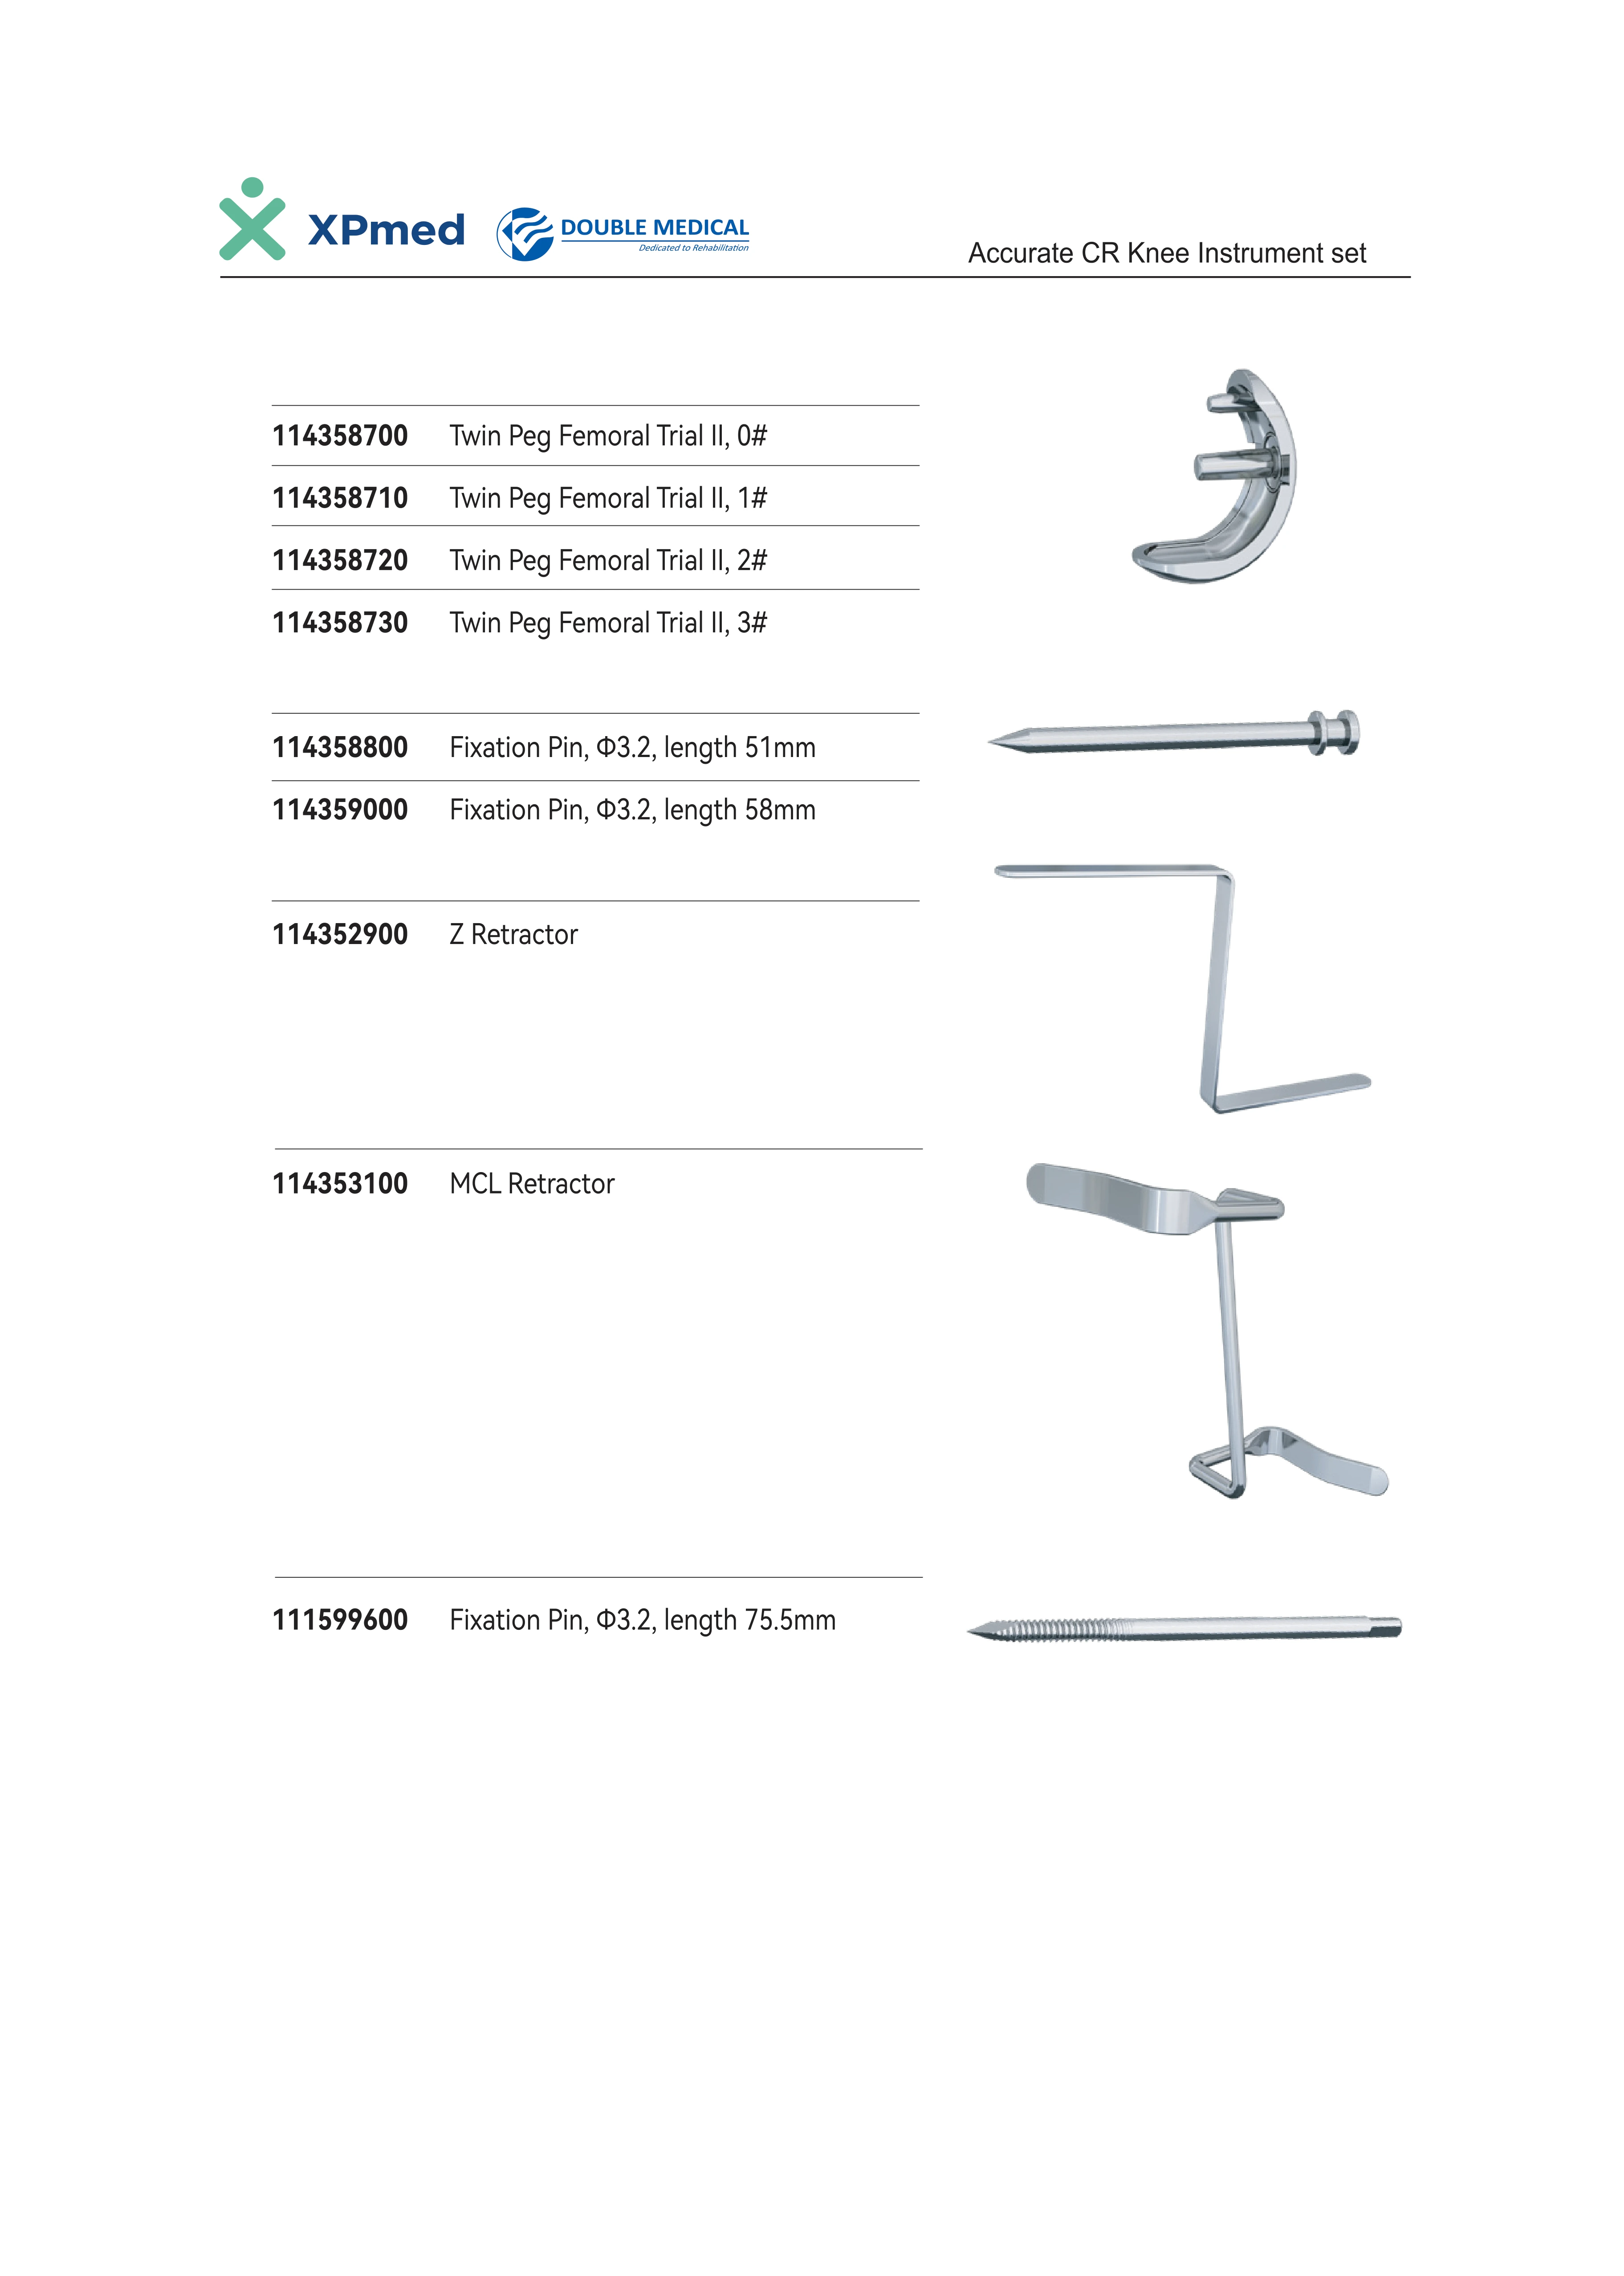 XPmed
DOUBLE MEDICAL
Dedicated to Rehabilitation
Accurate CR Knee Instrument set
114358700 Twin Peg Femoral Trial II, 0#
114358710 Twin Peg Femoral Trial II, 1#
114358720 Twin Peg Femoral Trial II, 2#
114358730 Twin Peg Femoral Trial II, 3#
114358800 Fixation Pin, Φ3.2, length 51mm
114359000 Fixation Pin, Φ3.2, length 58mm
114352900 Z Retractor
114353100 MCL Retractor
111599600 Fixation Pin, Φ3.2, length 75.5mm